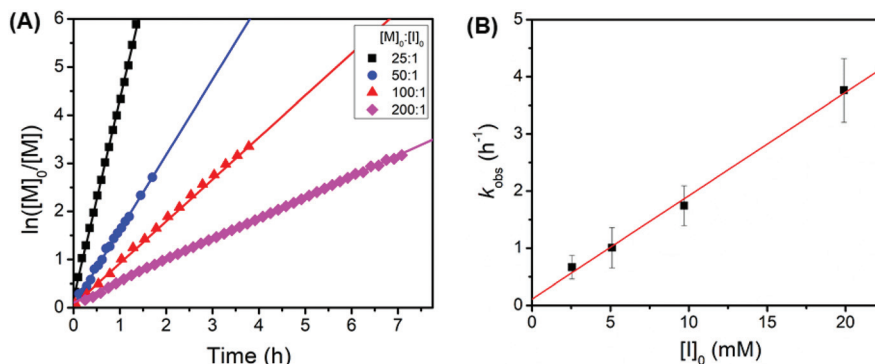 (A)
ln([M]₀/[M])
6
5
4
3
2
1
0
0 1 2 3 4 5 6 7
Time (h)
[M]₀:[I]₀
25:1
50:1
100:1
200:1
(B)
k_obs (h⁻¹)
5
4
3
2
1
0
0 5 10 15 20
[I]₀ (mM)